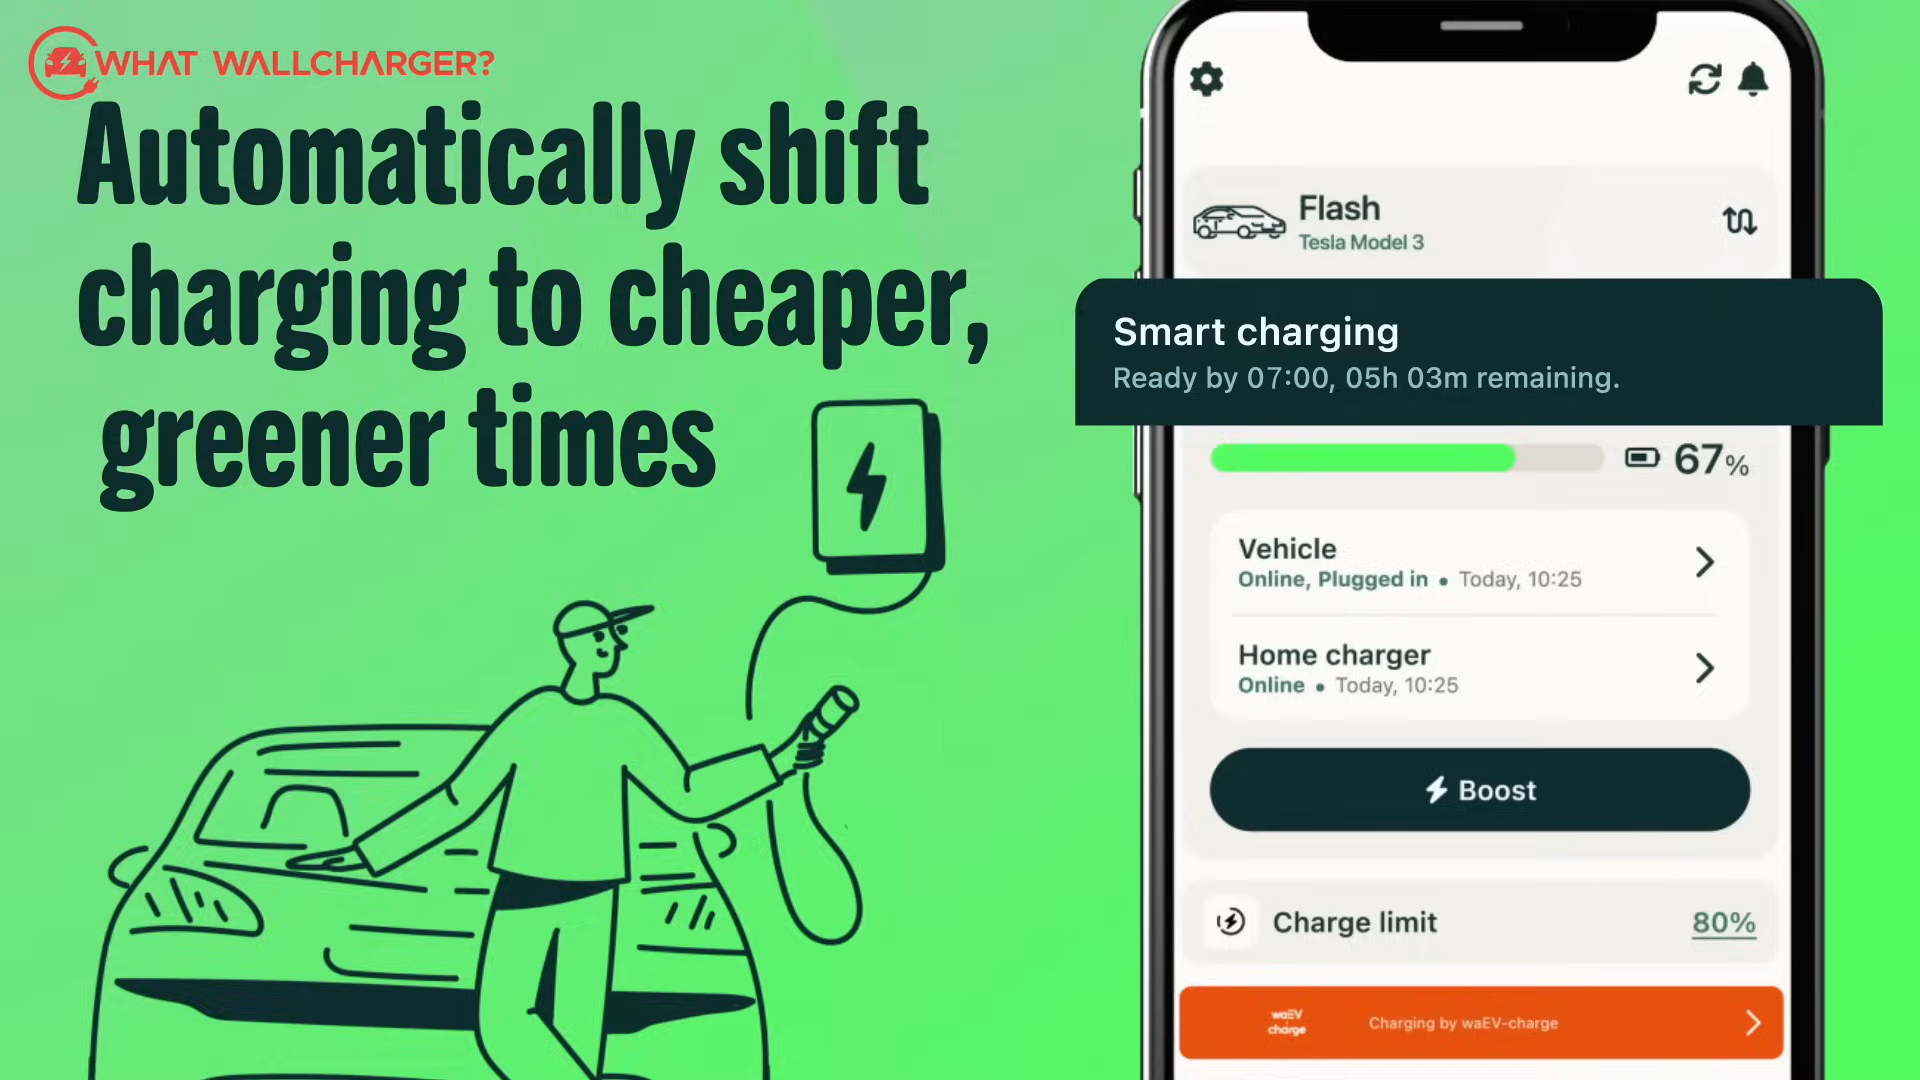 WHAT WALLCHARGER?
Automatically shift
charging to cheaper,
greener times
Flash
Tesla Model 3
Smart charging
Ready by 07:00, 05h 03m remaining.
67%
Vehicle
Online, Plugged in • Today, 10:25
Home charger
Online • Today, 10:25
Boost
Charge limit
80%
waEV
charge
Charging by waEV-charge